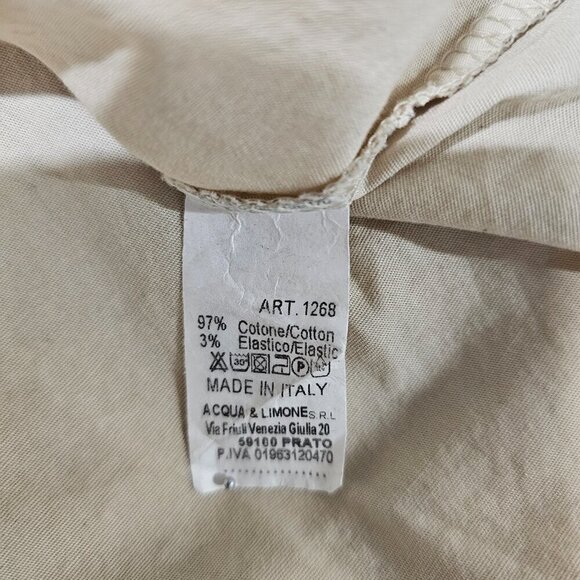 ART. 1268
97% Cotone/Cotton
3% Elastico/Elastic
30° P
MADE IN ITALY
ACQUA & LIMONE S.R.L
Via Friuli Venezia Giulia 20
59100 PRATO
P.IVA 01963120470